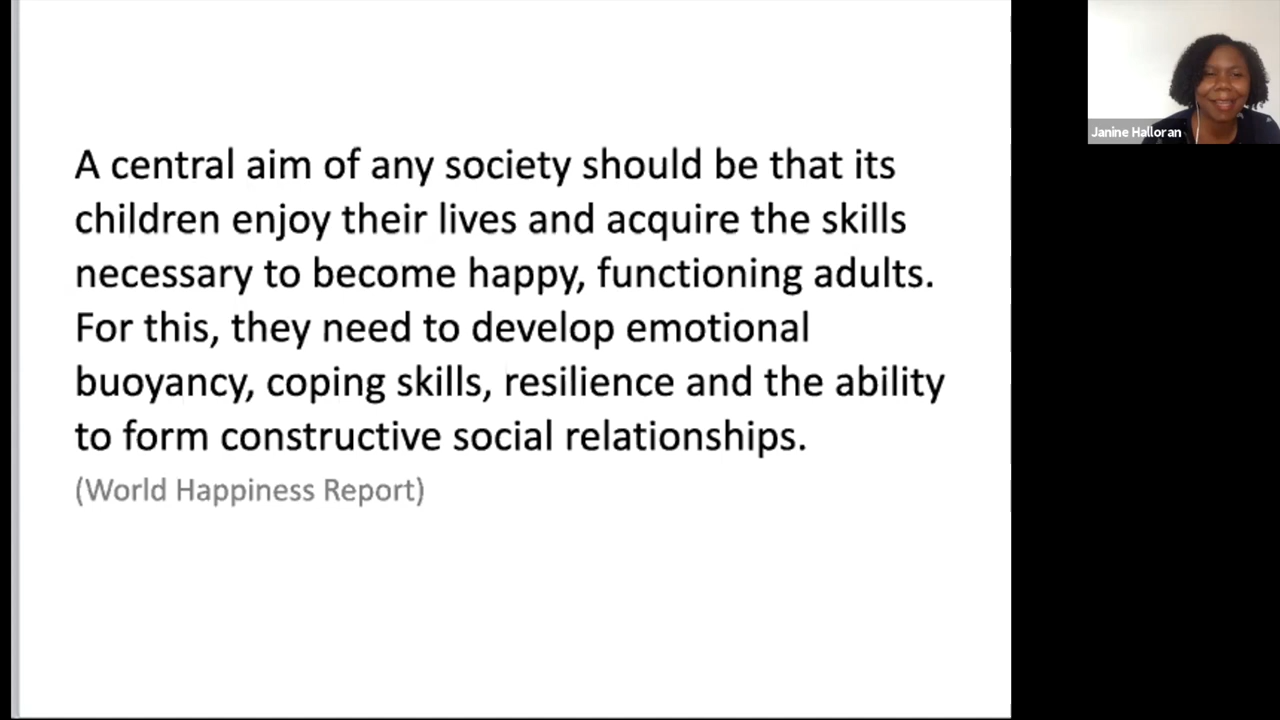 A central aim of any society should be that its
children enjoy their lives and acquire the skills
necessary to become happy, functioning adults.
For this, they need to develop emotional
buoyancy, coping skills, resilience and the ability
to form constructive social relationships.
(World Happiness Report)
Janine Halloran